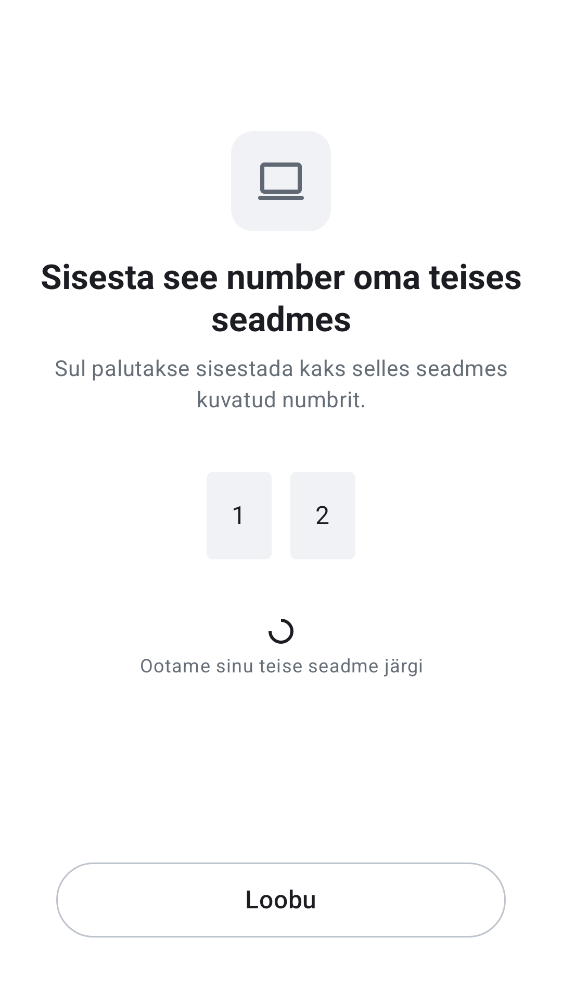 Sisesta see number oma teises
seadmes
Sul palutakse sisestada kaks selles seadmes
kuvatud numbrit.
1 2
Ootame sinu teise seadme järgi
Loobu